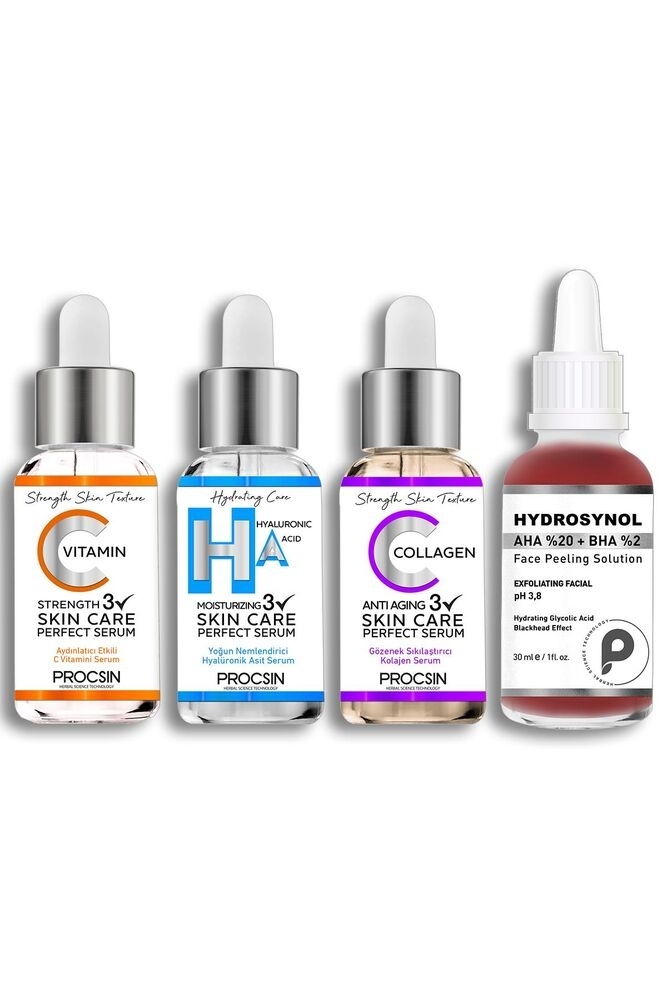 Strength Skin Texture
C VITAMIN
STRENGTH 3✓
SKIN CARE
PERFECT SERUM
Aydınlatıcı Etkili
C Vitamini Serum
PROCSIN
HERBAL SCIENCE TECHNOLOGY
Hydrating Care
HYALURONIC
HA ACID
MOISTURIZING 3✓
SKIN CARE
PERFECT SERUM
Yoğun Nemlendirici
Hyalüronik Asit Serum
PROCSIN
HERBAL SCIENCE TECHNOLOGY
Strength Skin Texture
C COLLAGEN
ANTI AGING 3✓
SKIN CARE
PERFECT SERUM
Gözenek Sıkılaştırıcı
Kolajen Serum
PROCSIN
HERBAL SCIENCE TECHNOLOGY
HYDROSYNOL
AHA %20 + BHA %2
Face Peeling Solution
EXFOLIATING FACIAL
pH 3,8
Hydrating Glycolic Acid
Blackhead Effect
30 ml e / 1fl. oz.
HERBAL SCIENCE TECHNOLOGY
P